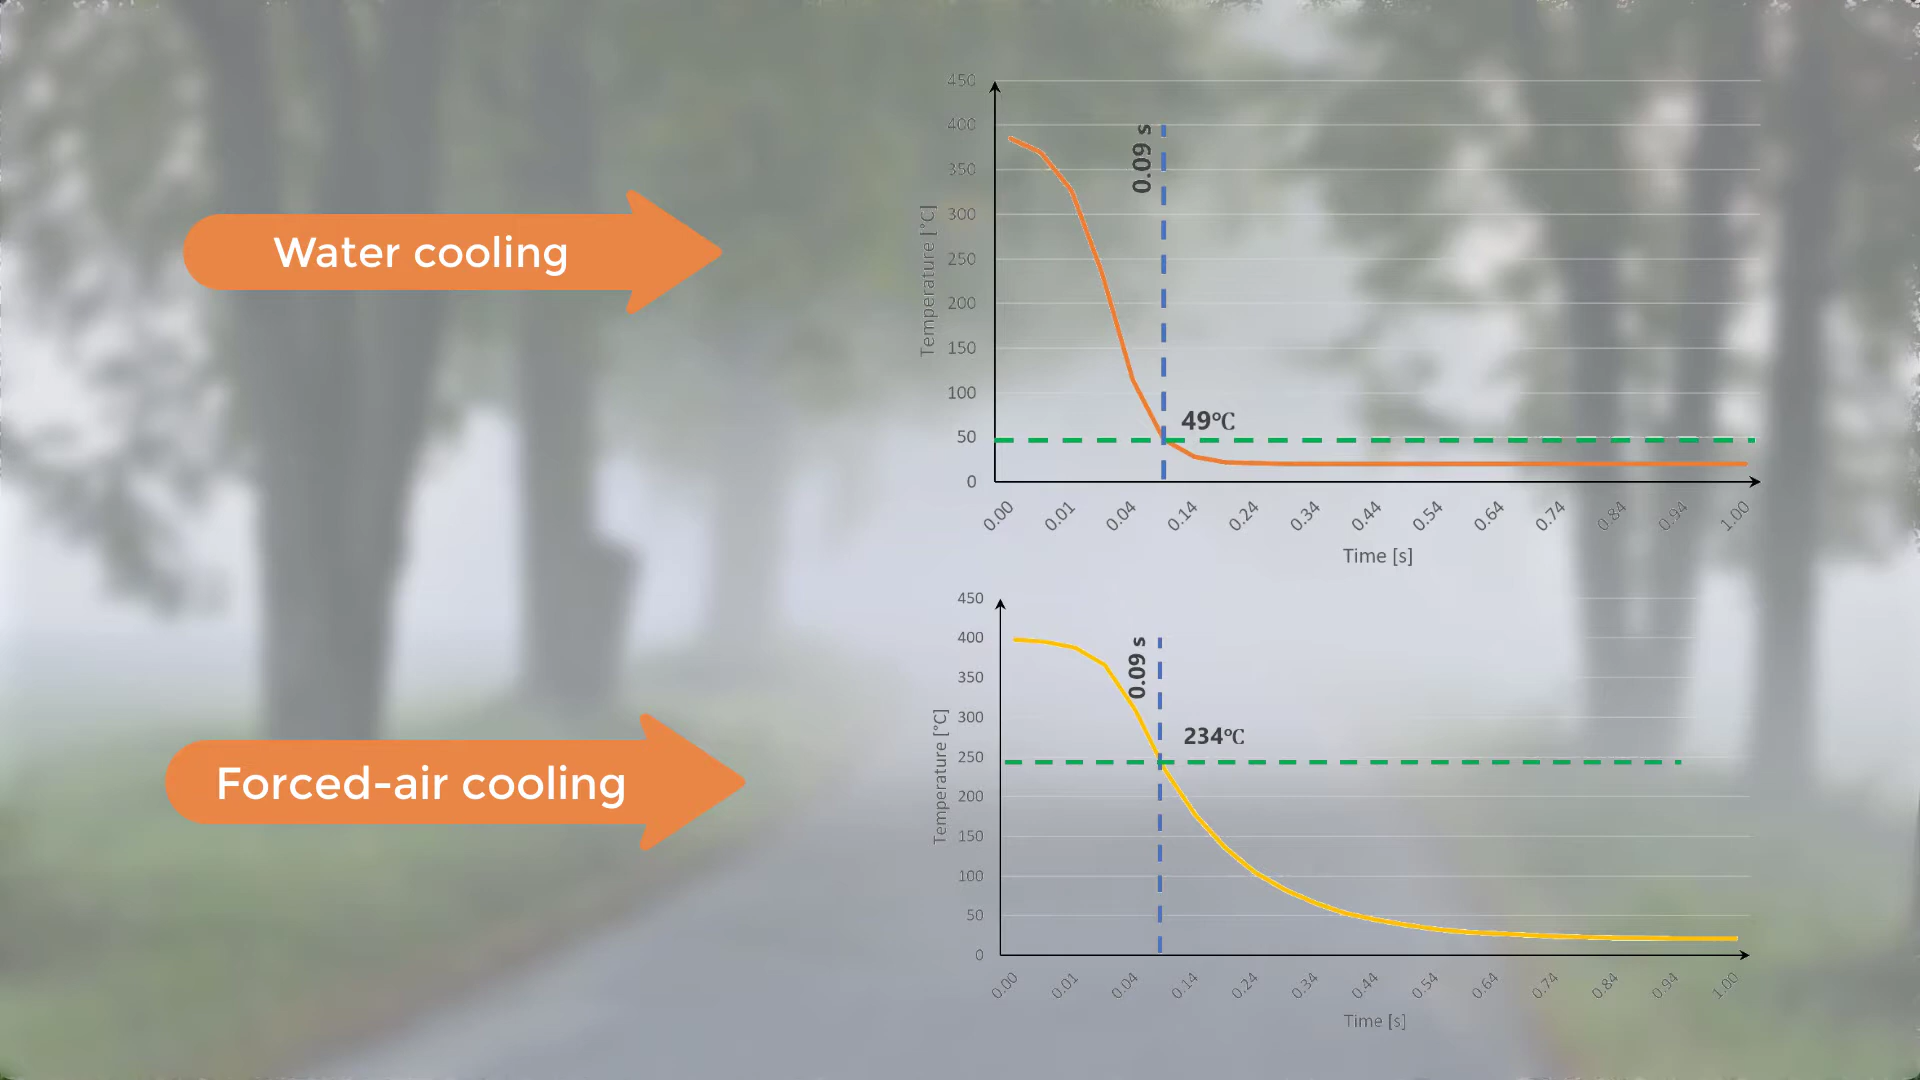 Water cooling
450
400
350
300
250
200
150
100
50
0
Temperature [°C]
0.09 s
49℃
0.00 0.01 0.04 0.14 0.24 0.34 0.44 0.54 0.64 0.74 0.84 0.94 1.00
Time [s]
Forced-air cooling
450
400
350
300
250
200
150
100
50
0
Temperature [°C]
0.09 s
234℃
0.00 0.01 0.04 0.14 0.24 0.34 0.44 0.54 0.64 0.74 0.84 0.94 1.00
Time [s]